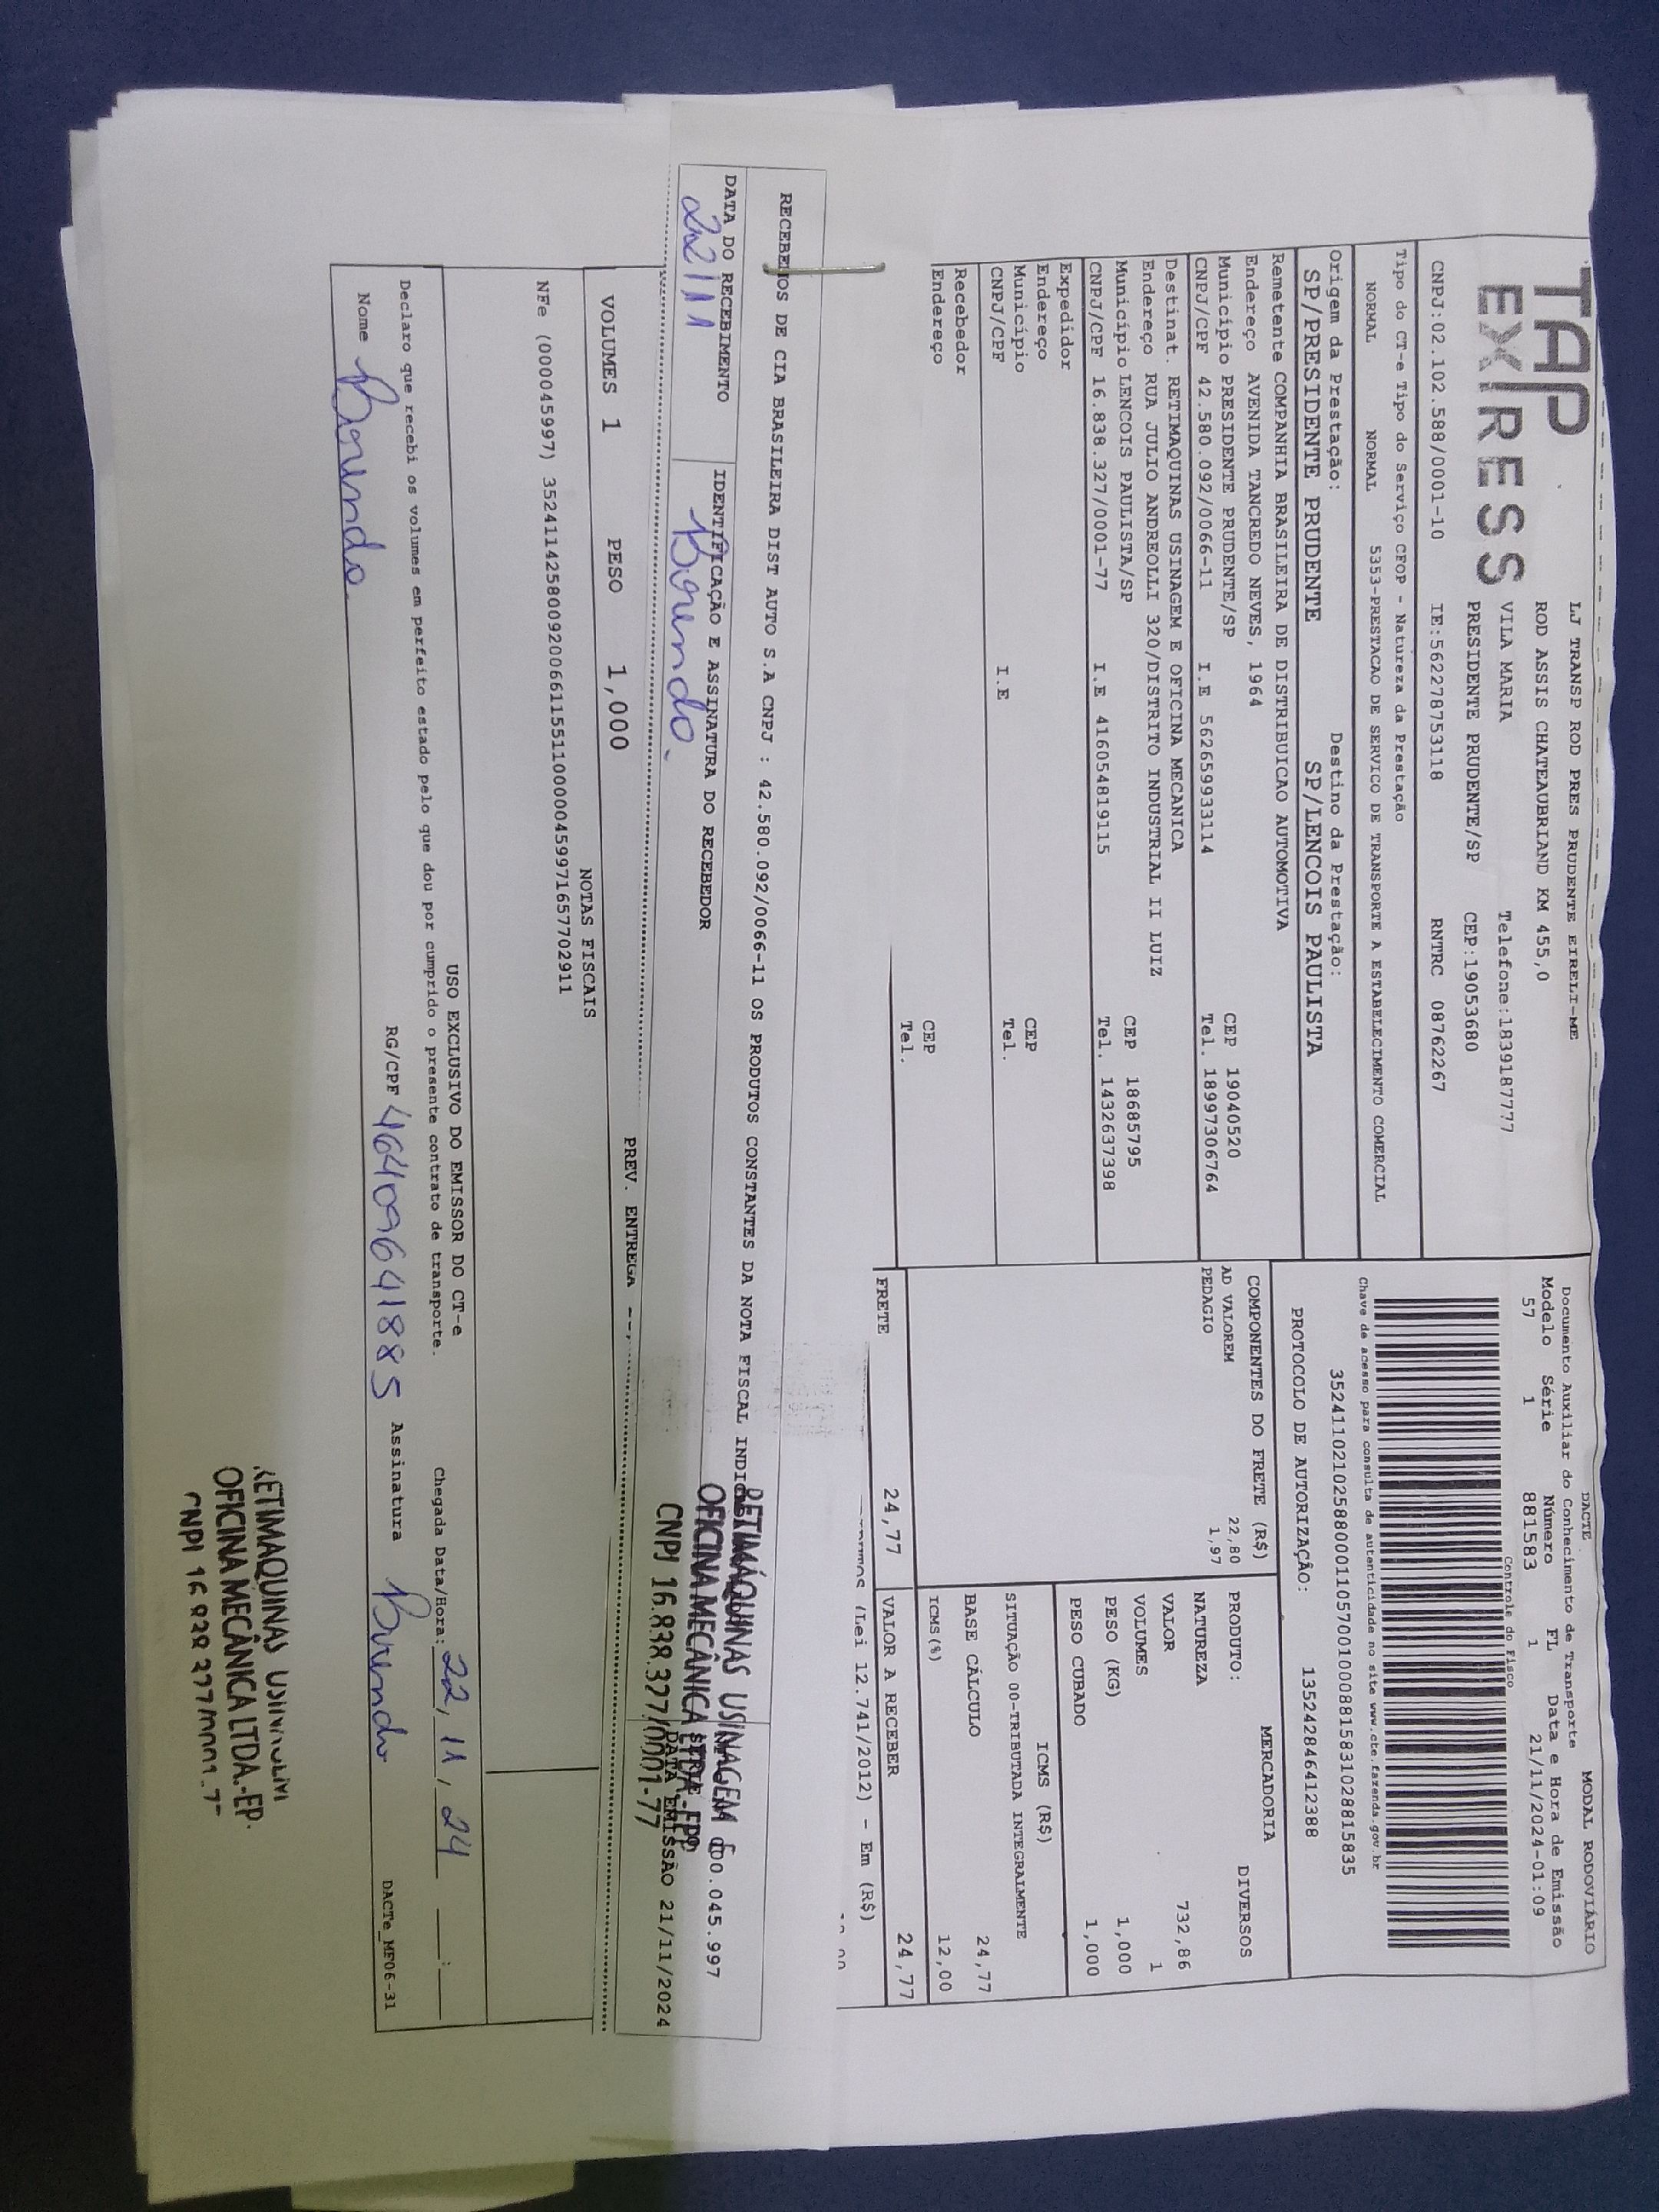 TAP
EXPRESS
LJ TRANSP ROD PRES PRUDENTE EIRELI-ME
ROD ASSIS CHATEAUBRIAND KM 455,0
VILA MARIA Telefone:1839187777
PRESIDENTE PRUDENTE/SP CEP:19053680
CNPJ:02.102.588/0001-10 IE:562278753118 RNTRC 08762267
Tipo do CT-e Tipo do Serviço CFOP - Natureza da Prestação
NORMAL NORMAL 5353-PRESTACAO DE SERVICO DE TRANSPORTE A ESTABELECIMENTO COMERCIAL
Origem da Prestação: Destino da Prestação:
SP/PRESIDENTE PRUDENTE SP/LENCOIS PAULISTA
Remetente COMPANHIA BRASILEIRA DE DISTRIBUICAO AUTOMOTIVA
Endereço AVENIDA TANCREDO NEVES, 1964
Município PRESIDENTE PRUDENTE/SP CEP 19040520
CNPJ/CPF 42.580.092/0066-11 I.E 562659933114 Tel. 18997306764
Destinat. RETIMAQUINAS USINAGEM E OFICINA MECANICA
Endereço RUA JULIO ANDREOLLI 320/DISTRITO INDUSTRIAL II LUIZ
Município LENCOIS PAULISTA/SP CEP 18685795
CNPJ/CPF 16.838.327/0001-77 I.E 416054819115 Tel. 1432637398
Expedidor
Endereço
Município CEP
CNPJ/CPF I.E Tel.
Recebedor
Endereço
CEP
Tel.
DACTE MODAL RODOVIÁRIO
Documento Auxiliar do Conhecimento de Transporte
Modelo Série Número FL Data e Hora de Emissão
57 1 881583 1 21/11/2024-01:09
Controle do Fisco
Chave de acesso para consulta de autenticidade no site www.cte.fazenda.gov.br
35241102102588000110570010008815831028815835
PROTOCOLO DE AUTORIZAÇÃO: 135242846412388
COMPONENTES DO FRETE (R$)
AD VALOREM 22,80
PEDAGIO 1,97
FRETE 24,77
MERCADORIA
PRODUTO: DIVERSOS
NATUREZA
VALOR 732,86
VOLUMES 1
PESO (KG) 1,000
PESO CUBADO 1,000
ICMS (R$)
SITUAÇÃO 00-TRIBUTADA INTEGRALMENTE
BASE CÁLCULO 24,77
ICMS(%) 12,00
VALOR A RECEBER 24,77
(Lei 12.741/2012) - Em (R$)
RECEBEMOS DE CIA BRASILEIRA DIST AUTO S.A CNPJ : 42.580.092/0066-11 OS PRODUTOS CONSTANTES DA NOTA FISCAL
DATA DO RECEBIMENTO IDENTIFICAÇÃO E ASSINATURA DO RECEBEDOR
22/11
000.045.997
DATA EMISSÃO 21/11/2024
RETIMÁQUINAS USINAGEM E
OFICINA MECÂNICA LTDA.-EPP
CNPJ 16.838.327/0001-77
VOLUMES 1 PESO 1,000 PREV. ENTREGA
NOTAS FISCAIS
NFe (000045997) 35241142580092006611551100000459971657702911
USO EXCLUSIVO DO EMISSOR DO CT-e
Declaro que recebi os volumes em perfeito estado pelo que dou por cumprido o presente contrato de transporte.
Chegada Data/Hora: 22, 11, 24 __:__
Nome RG/CPF 46409641885 Assinatura
DACTe_MF06-31
RETIMAQUINAS
OFICINA MECÂNICA LTDA.-EP